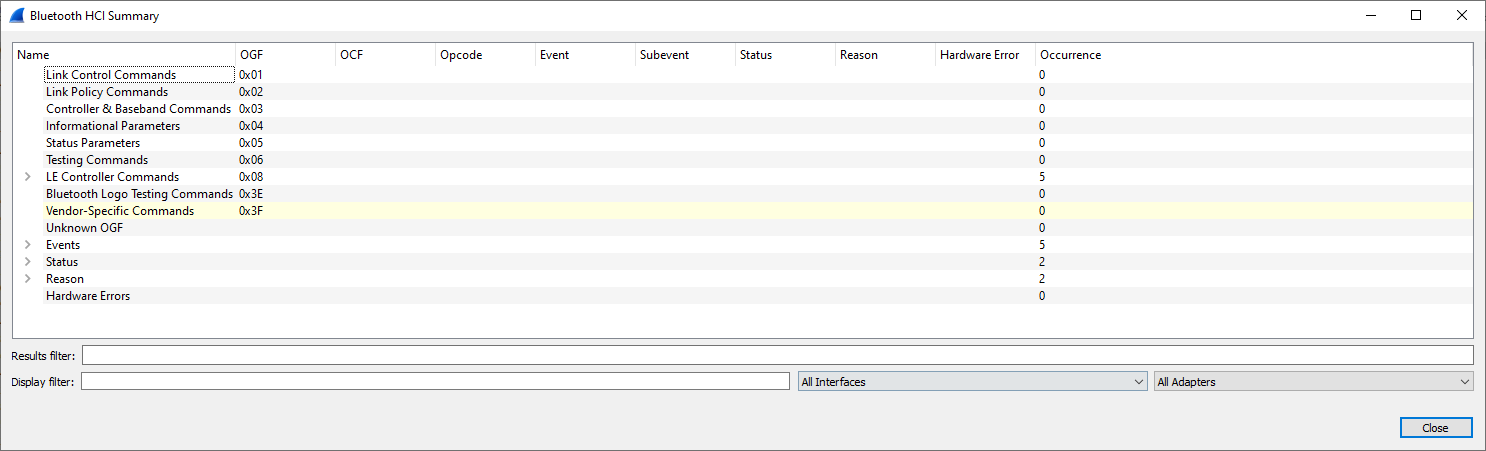 Bluetooth HCI Summary
Name OGF OCF Opcode Event Subevent Status Reason Hardware Error Occurrence
Link Control Commands 0x01 0
Link Policy Commands 0x02 0
Controller & Baseband Commands 0x03 0
Informational Parameters 0x04 0
Status Parameters 0x05 0
Testing Commands 0x06 0
LE Controller Commands 0x08 5
Bluetooth Logo Testing Commands 0x3E 0
Vendor-Specific Commands 0x3F 0
Unknown OGF 0
Events 5
Status 2
Reason 2
Hardware Errors 0
Results filter:
Display filter: All Interfaces All Adapters
Close